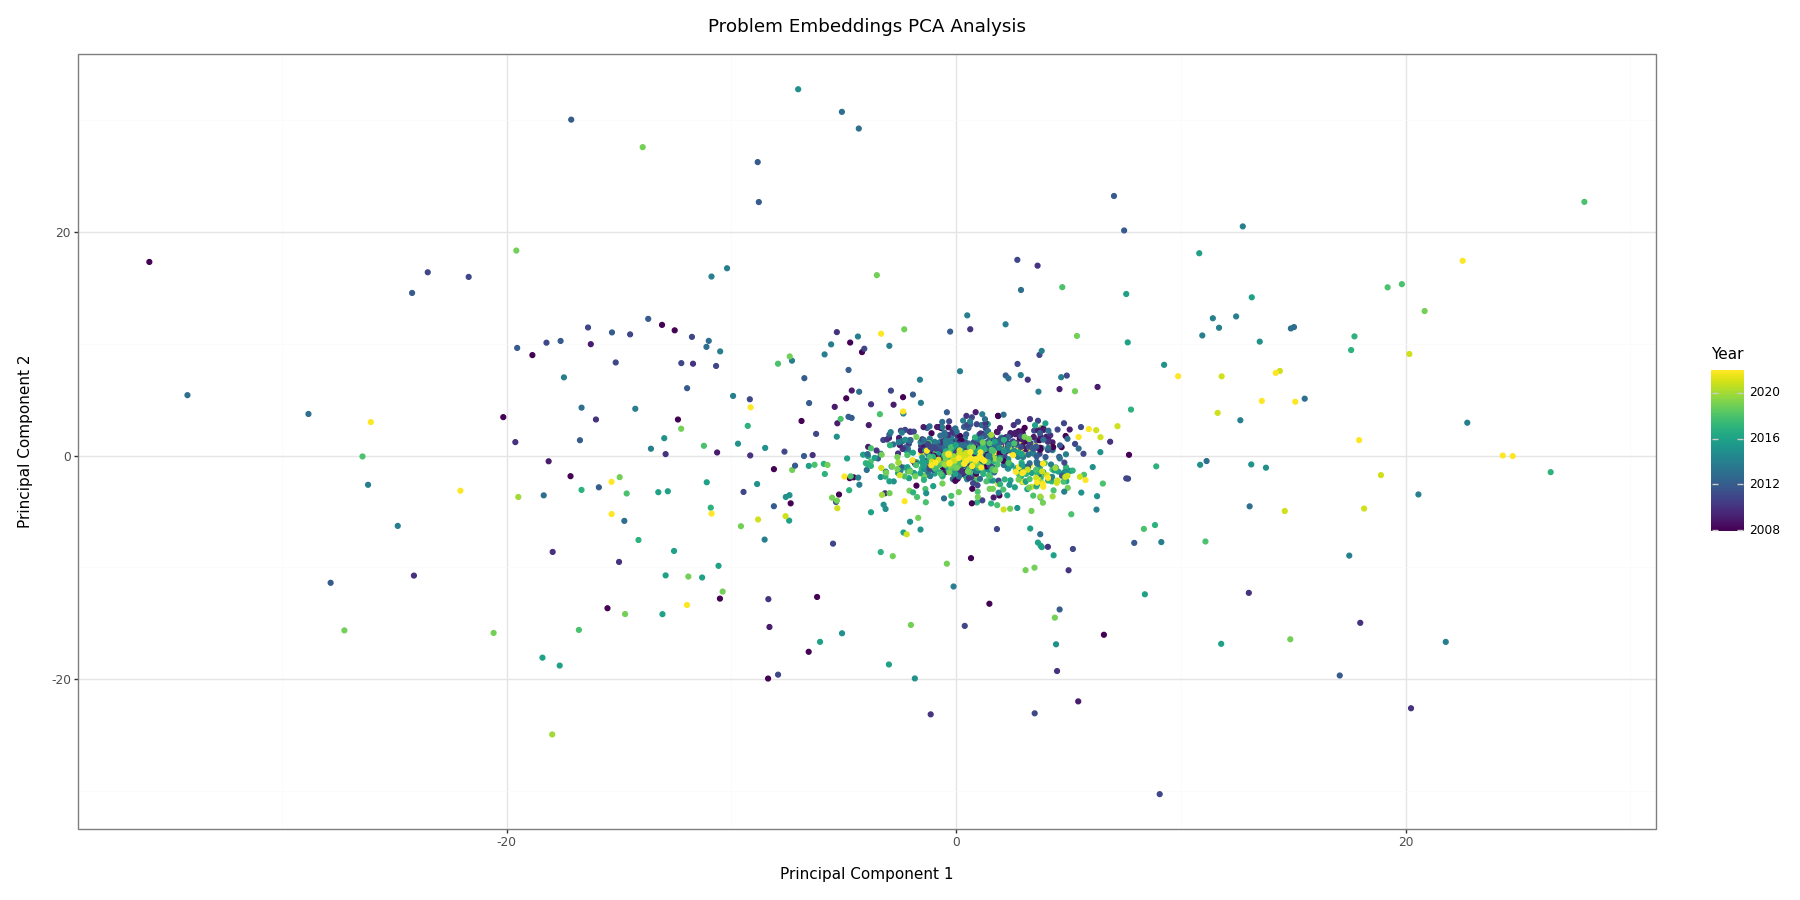 Problem Embeddings PCA Analysis
Principal Component 2
20
0
-20
-20
0
20
Principal Component 1
Year
2020
2016
2012
2008